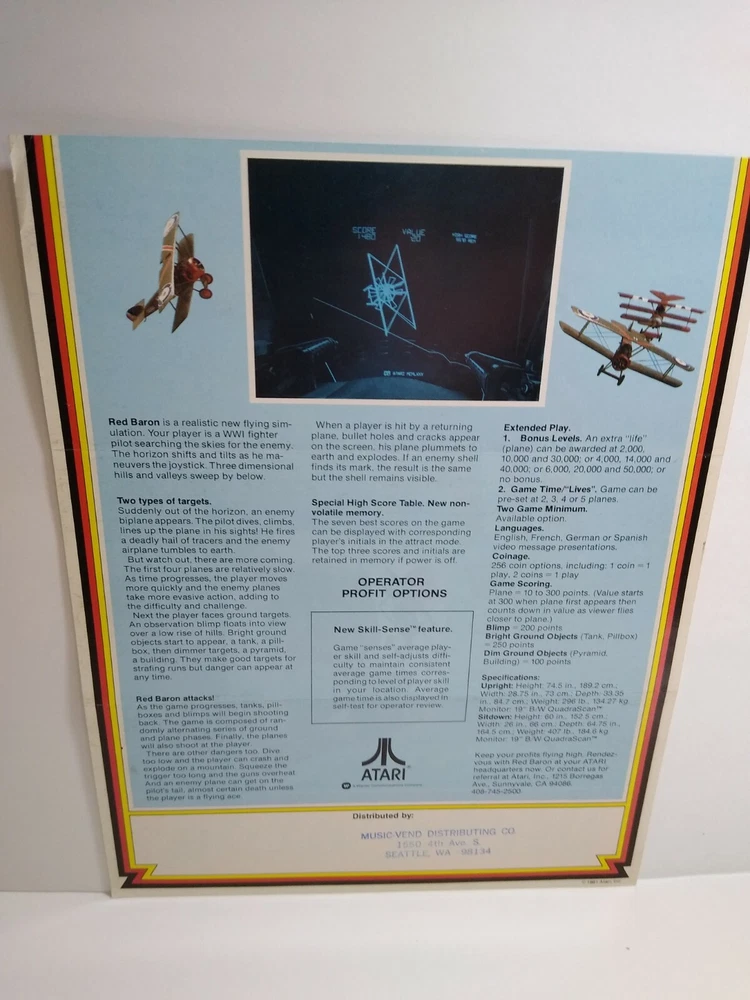 SCORE
1480
VALUE
120
HIGH SCORE
Red Baron is a realistic new flying sim-
ulation. Your player is a WWI fighter
pilot searching the skies for the enemy.
The horizon shifts and tilts as he ma-
neuvers the joystick. Three dimensional
hills and valleys sweep by below.
Two types of targets.
Suddenly out of the horizon, an enemy
biplane appears. The pilot dives, climbs,
lines up the plane in his sights! He fires
a deadly hail of tracers and the enemy
airplane tumbles to earth.
But watch out, there are more coming.
The first four planes are relatively slow.
As time progresses, the player moves
more quickly and the enemy planes
take more evasive action, adding to
the difficulty and challenge.
Next the player faces ground targets.
An observation blimp floats into view
over a low rise of hills. Bright ground
objects start to appear, a tank, a pill-
box, then dimmer targets, a pyramid,
a building. They make good targets for
strafing runs but danger can appear at
any time.
Red Baron attacks!
As the game progresses, tanks, pill-
boxes and blimps will begin shooting
back. The game is composed of ran-
domly alternating series of ground
and plane phases. Finally, the planes
will also shoot at the player.
There are other dangers too. Dive
too low and the player can crash and
explode on a mountain. Squeeze the
trigger too long and the guns overheat.
And an enemy plane can get on the
pilot's tail, almost certain death unless
the player is a flying ace.
When a player is hit by a returning
plane, bullet holes and cracks appear
on the screen, his plane plummets to
earth and explodes. If an enemy shell
finds its mark, the result is the same
but the shell remains visible.
Special High Score Table. New non-
volatile memory.
The seven best scores on the game
can be displayed with corresponding
player's initials in the attract mode.
The top three scores and initials are
retained in memory if power is off.
OPERATOR
PROFIT OPTIONS
New Skill-Sense™ feature.
Game "senses" average play-
er skill and self-adjusts diffi-
culty to maintain consistent
average game times corres-
ponding to level of player skill
in your location. Average
game time is also displayed in
self-test for operator review.
ATARI®
Extended Play.
1. Bonus Levels. An extra "life"
(plane) can be awarded at 2,000,
10,000 and 30,000; or 4,000, 14,000 and
40,000; or 6,000, 20,000 and 50,000; or
no bonus.
2. Game Time/"Lives". Game can be
pre-set at 2, 3, 4 or 5 planes.
Two Game Minimum.
Available option.
Languages.
English, French, German or Spanish
video message presentations.
Coinage.
256 coin options, including: 1 coin = 1
play, 2 coins = 1 play
Game Scoring.
Plane = 10 to 300 points. (Value starts
at 300 when plane first appears then
counts down in value as viewer flies
closer to plane.)
Blimp = 200 points
Bright Ground Objects (Tank, Pillbox)
= 250 points
Dim Ground Objects (Pyramid,
Building) = 100 points
Specifications:
Upright: Height: 74.5 in., 189.2 cm.;
Width: 28.75 in., 73 cm.; Depth: 33.35
in., 84.7 cm.; Weight: 296 lb., 134.27 kg.
Monitor: 19" B/W QuadraScan™
Sitdown: Height: 60 in., 152.5 cm.;
Width: 26 in., 66 cm.; Depth: 64.75 in.,
164.5 cm.; Weight: 407 lb., 184.6 kg.
Monitor: 19" B/W QuadraScan™
Keep your profits flying high. Rendez-
vous with Red Baron at your ATARI
headquarters now. Or contact us for
referral at Atari, Inc., 1215 Borregas
Ave., Sunnyvale, CA 94086.
408-745-2500.
Distributed by:
MUSIC-VEND DISTRIBUTING CO.
1550 4th Ave S.
SEATTLE, WA 98134
© 1981 Atari, Inc.